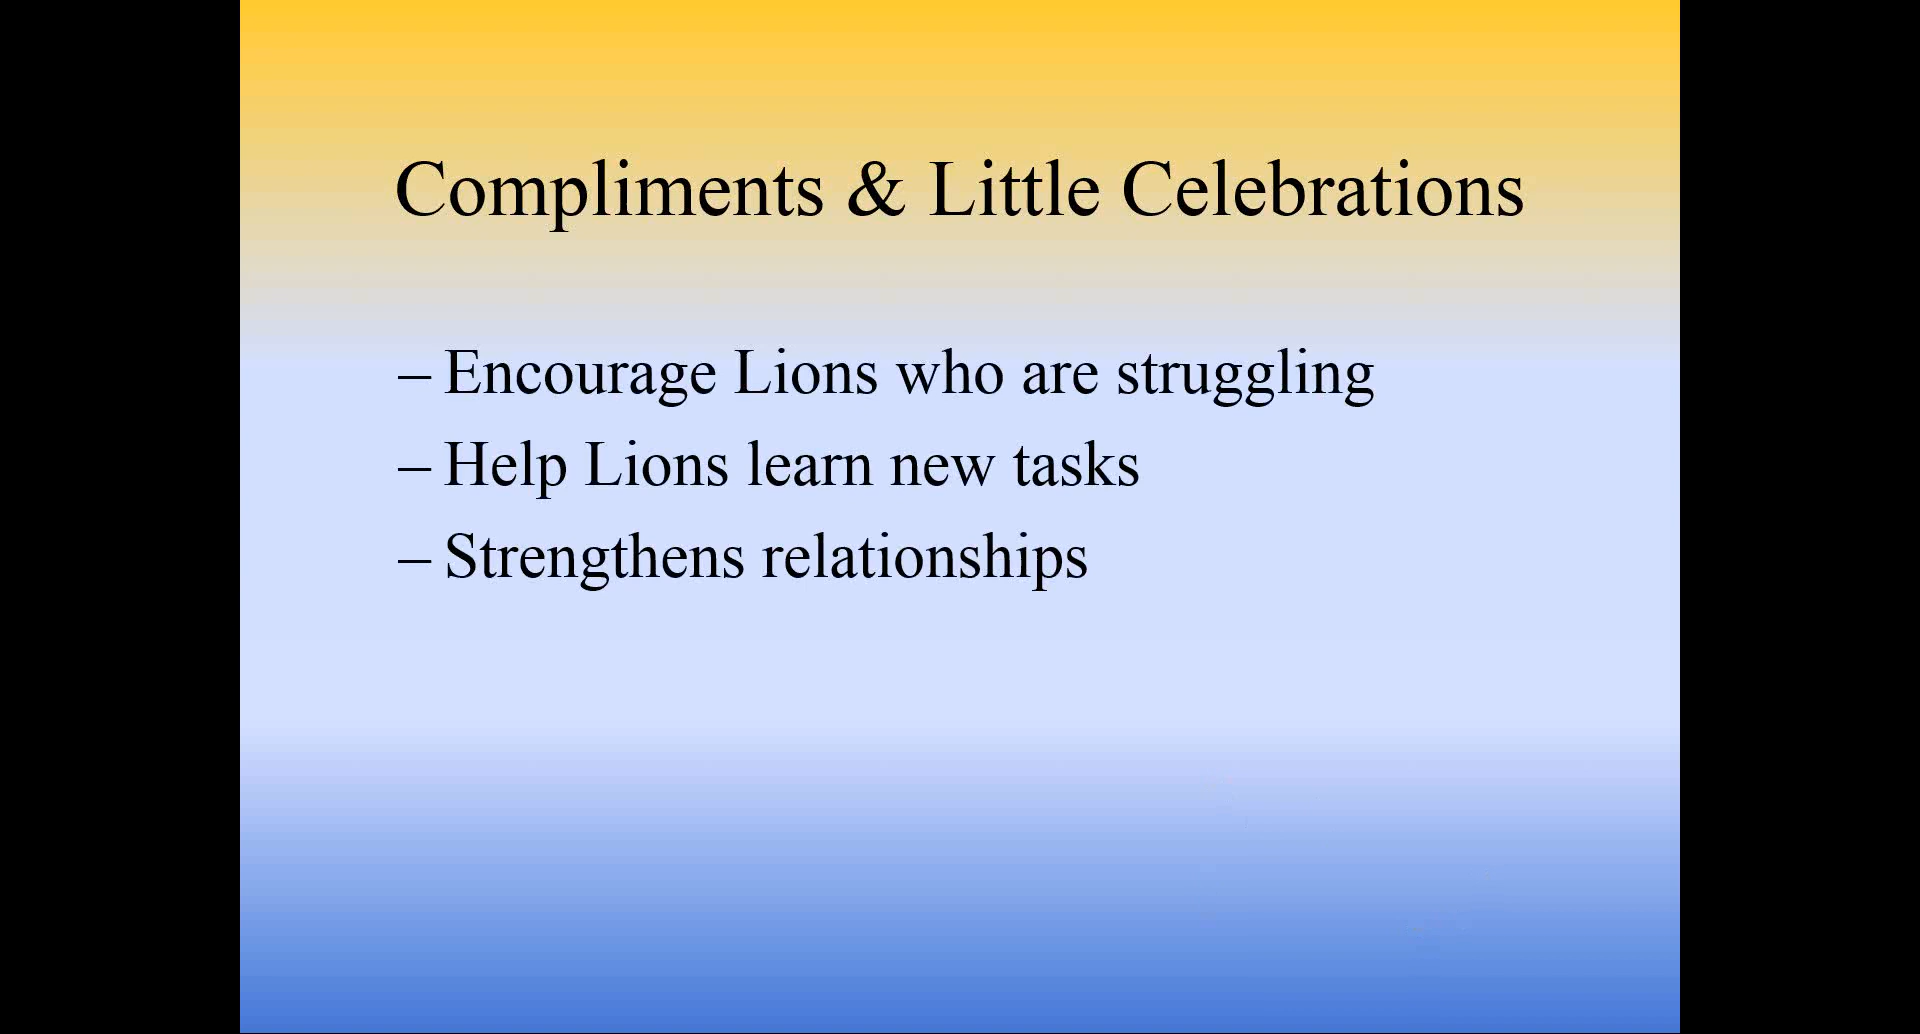 Compliments & Little Celebrations
– Encourage Lions who are struggling
– Help Lions learn new tasks
– Strengthens relationships